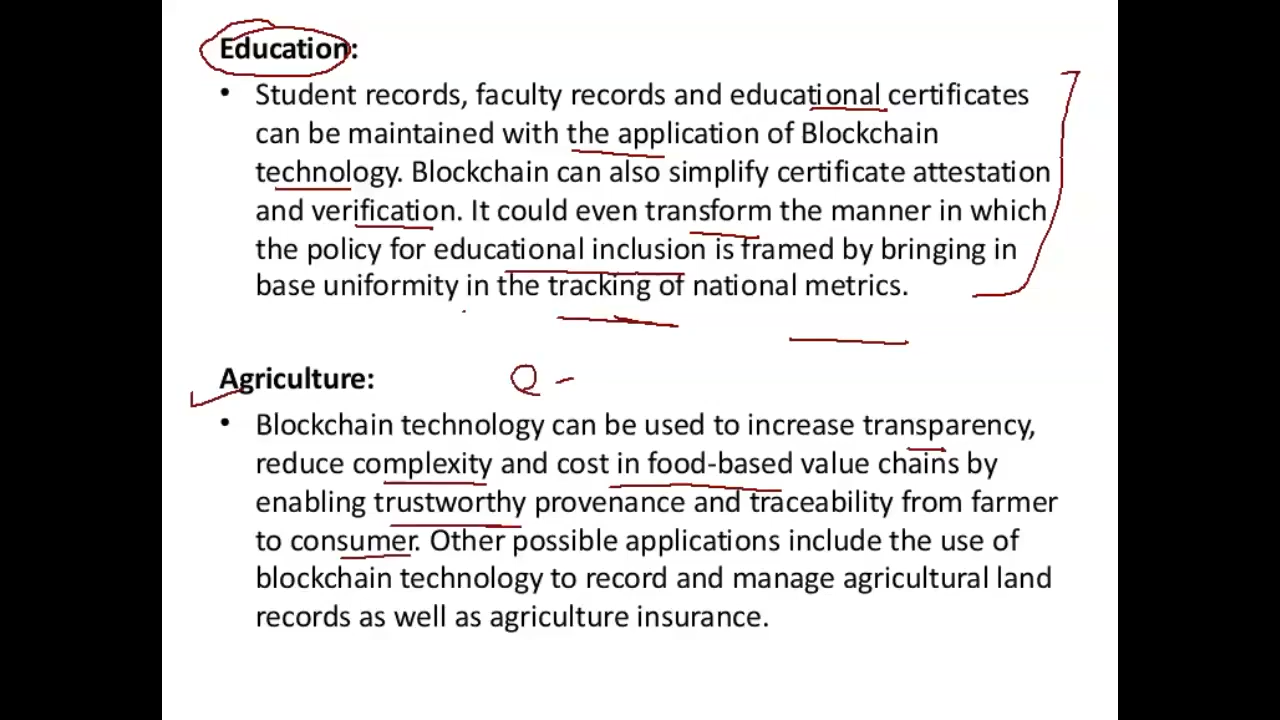 Education:
• Student records, faculty records and educational certificates
can be maintained with the application of Blockchain
technology. Blockchain can also simplify certificate attestation
and verification. It could even transform the manner in which
the policy for educational inclusion is framed by bringing in
base uniformity in the tracking of national metrics.
Agriculture: Q -
• Blockchain technology can be used to increase transparency,
reduce complexity and cost in food-based value chains by
enabling trustworthy provenance and traceability from farmer
to consumer. Other possible applications include the use of
blockchain technology to record and manage agricultural land
records as well as agriculture insurance.